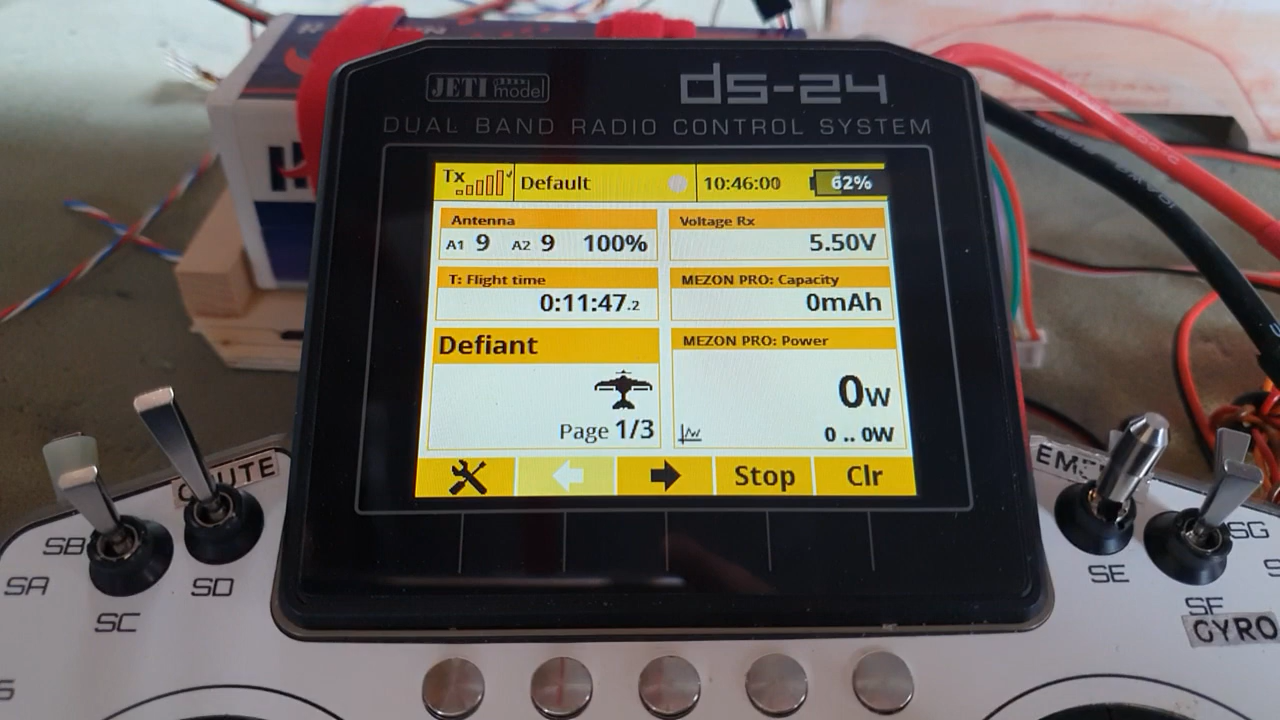 JETI model
ds-24
DUAL BAND RADIO CONTROL SYSTEM
Tx Default 10:46:00 62%
Antenna
A1 9 A2 9 100%
Voltage Rx
5.50V
T: Flight time
0:11:47.2
MEZON PRO: Capacity
0mAh
Defiant
Page 1/3
MEZON PRO: Power
0W
0 .. 0W
Stop Clr
SB
SA
SC
SD
SE
SG
SF
GYRO